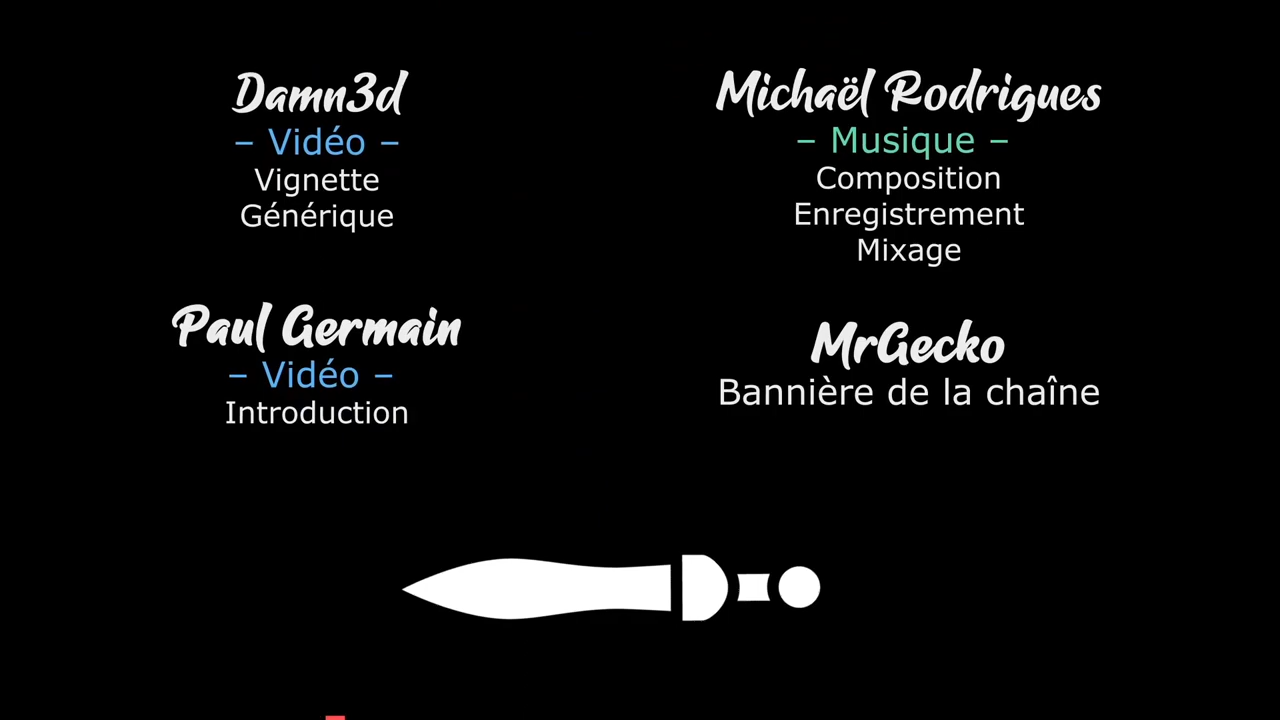 Damn3d
– Vidéo –
Vignette
Générique
Michaël Rodrigues
– Musique –
Composition
Enregistrement
Mixage
Paul Germain
– Vidéo –
Introduction
MrGecko
Bannière de la chaîne